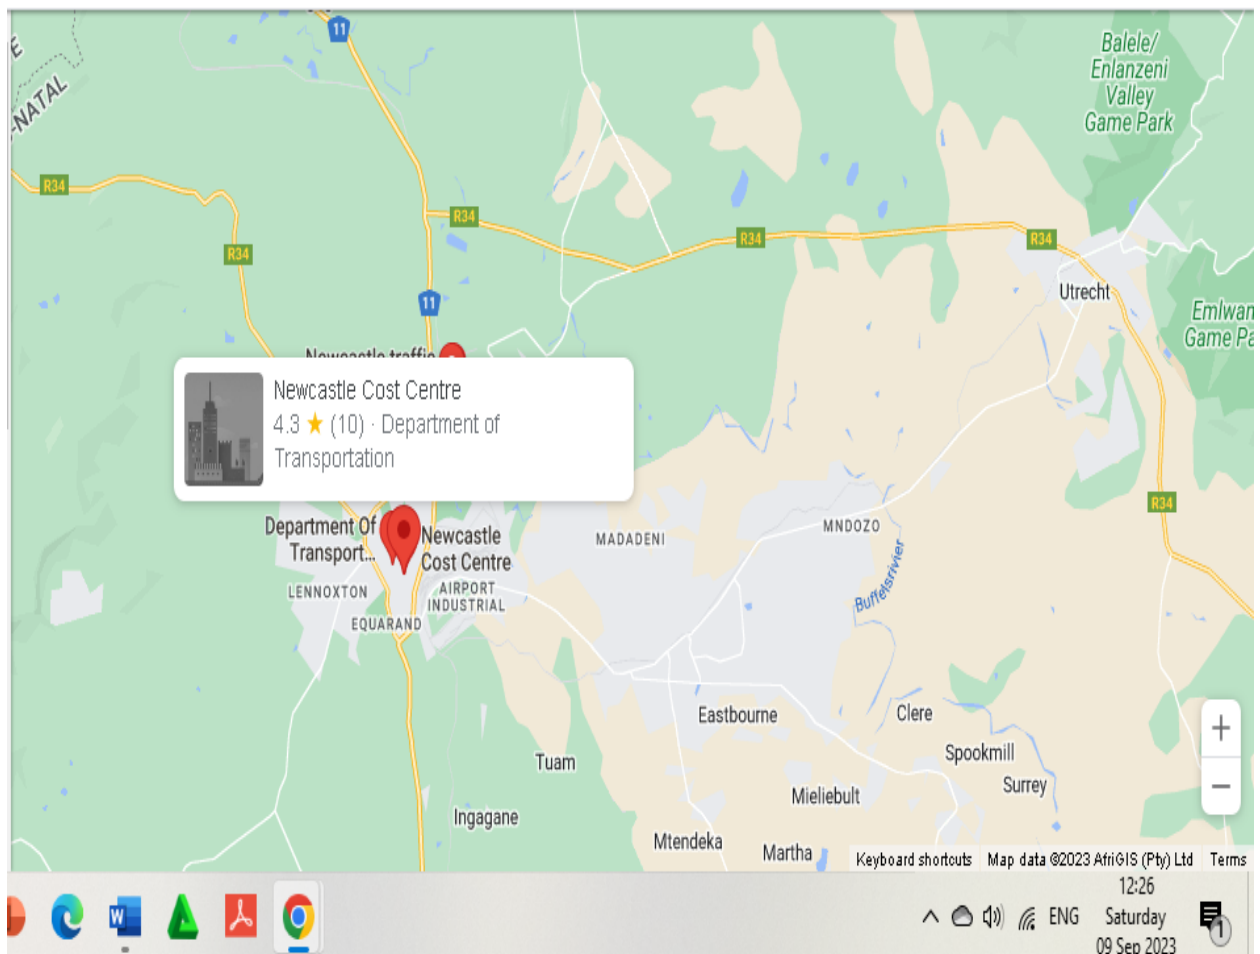 11
Balele/
Enlanzeni
Valley
Game Park
-NATAL
R34
R34
R34
R34
R34
Utrecht
11
Emlwan
Game Pa
Newcastle traffic
Newcastle Cost Centre
4.3 ★ (10) · Department of
Transportation
R34
Department Of
Transport...
Newcastle
Cost Centre
MADADENI
MNDOZO
Buffelsrivier
LENNOXTON
AIRPORT
INDUSTRIAL
EQUARAND
Eastbourne
Clere
Spookmill
Tuam
Surrey
Mieliebult
Ingagane
Mtendeka
Martha
Keyboard shortcuts Map data ©2023 AfriGIS (Pty) Ltd Terms
12:26
ENG Saturday
09 Sep 2023
1